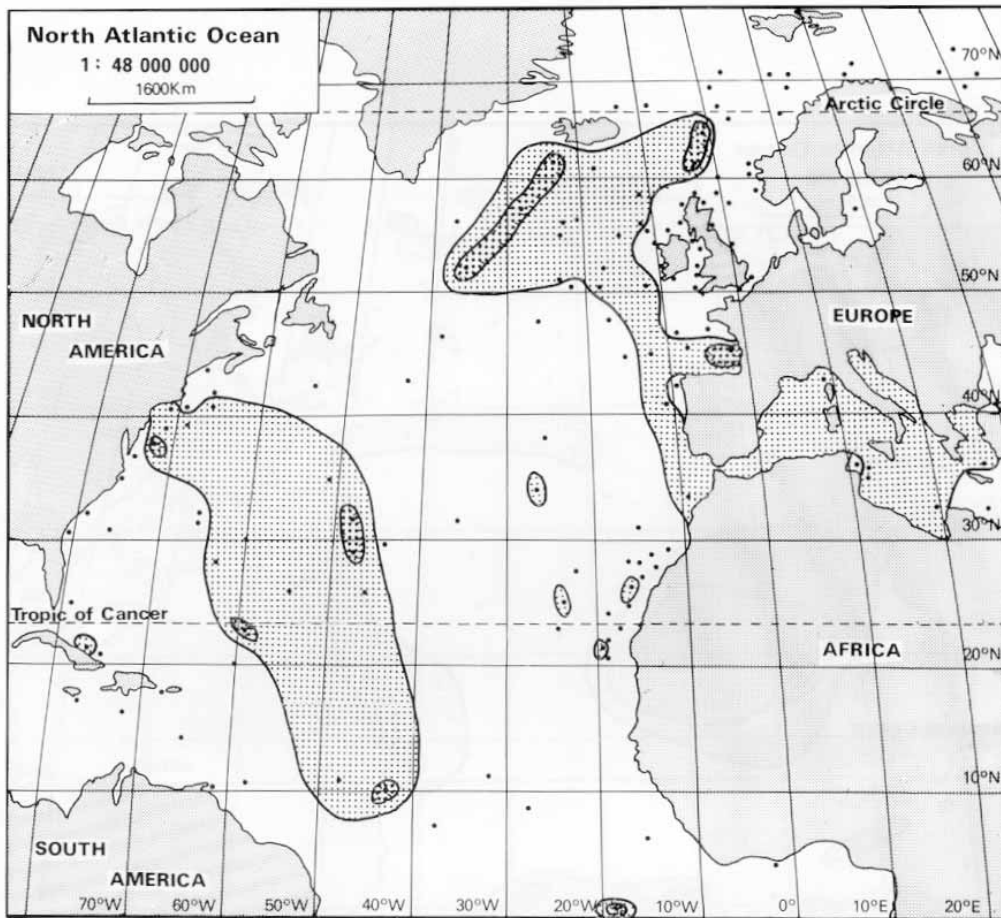 North Atlantic Ocean
1 : 48 000 000
1600Km
70°N
Arctic Circle
60°N
50°N
NORTH
AMERICA
EUROPE
40°N
30°N
Tropic of Cancer
AFRICA
20°N
10°N
SOUTH
AMERICA
70°W 60°W 50°W 40°W 30°W 20°W 10°W 0° 10°E 20°E